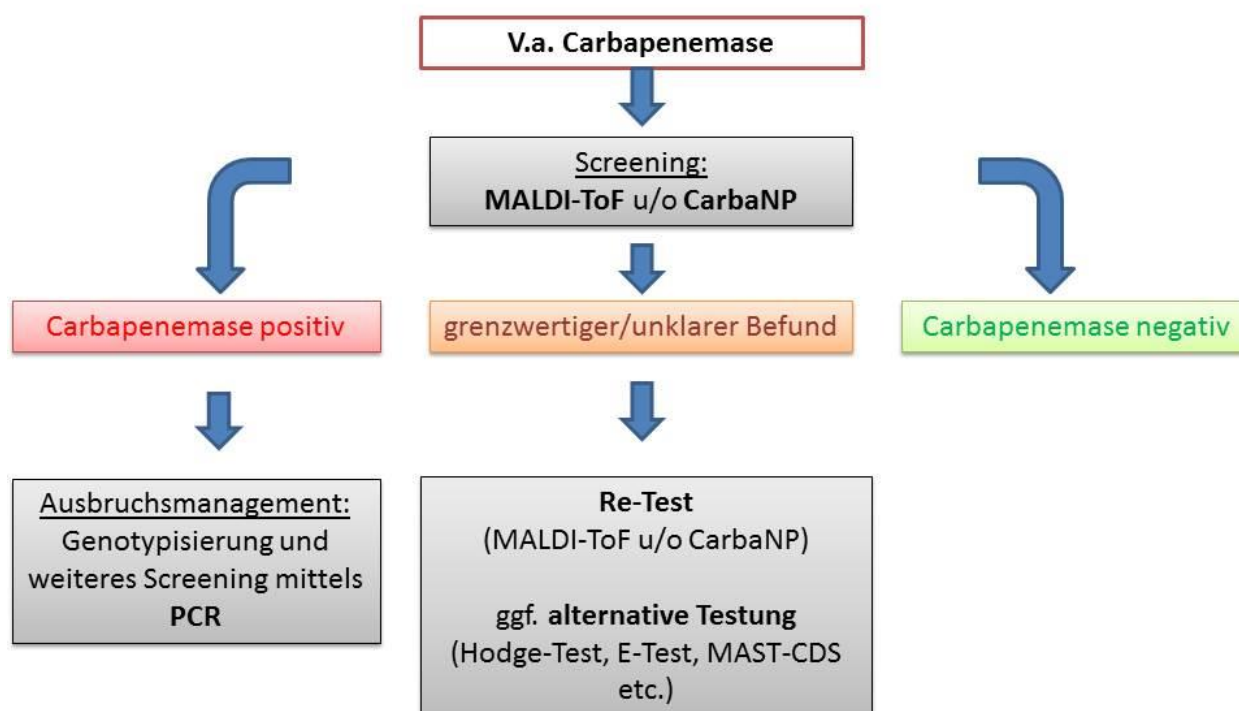 V.a. Carbapenemase
Screening:
MALDI-ToF u/o CarbaNP
Carbapenemase positiv
grenzwertiger/unklarer Befund
Carbapenemase negativ
Ausbruchsmanagement:
Genotypisierung und
weiteres Screening mittels
PCR
Re-Test
(MALDI-ToF u/o CarbaNP)
ggf. alternative Testung
(Hodge-Test, E-Test, MAST-CDS
etc.)